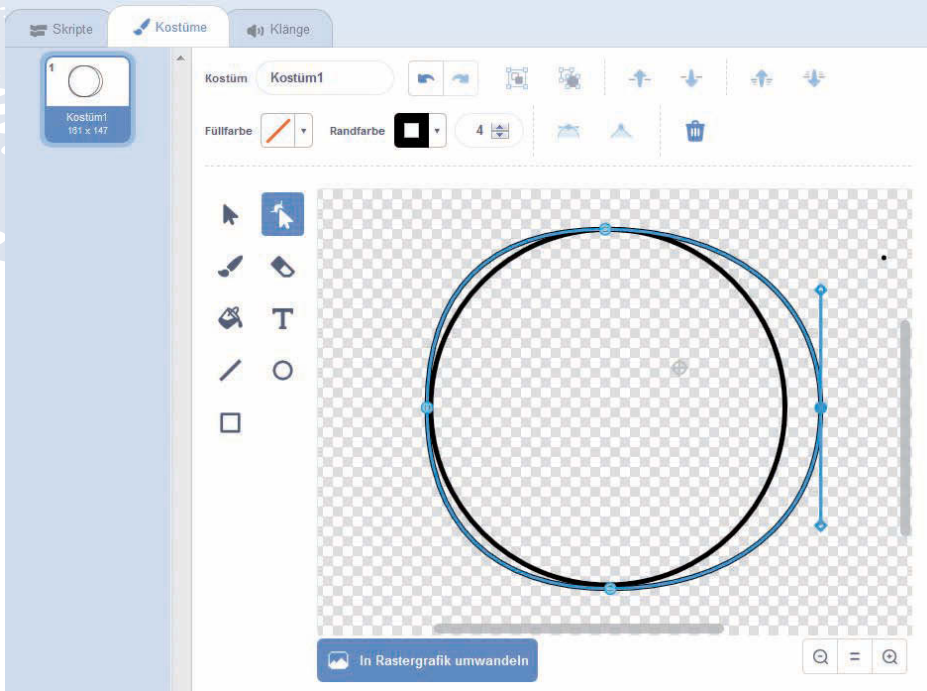 Skripte
Kostüme
Klänge
1
Kostüm1
161 x 147
Kostüm
Kostüm1
Füllfarbe
Randfarbe
4
T
In Rastergrafik umwandeln
=